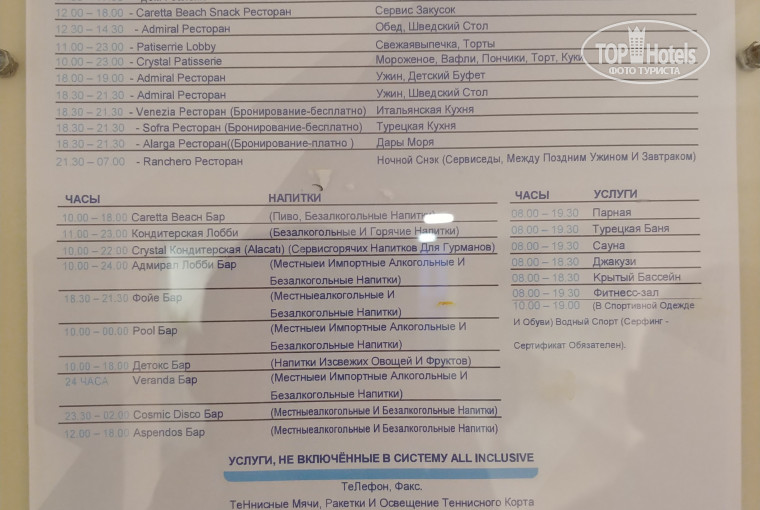 12.00 – 18.00 - Caretta Beach Snack Ресторан Сервис Закусок
12.30 – 14.30 - Admiral Ресторан Обед, Шведский Стол
11.00 – 23.00 - Patiserrie Lobby Свежаявыпечка, Торты
10.00 – 23.00 - Crystal Patisserie Мороженое, Вафли, Пончики, Торт, Куки
18.00 – 19.00 - Admiral Ресторан Ужин, Детский Буфет
18.30 – 21.30 - Admiral Ресторан Ужин, Шведский Стол
18.30 – 21.30 - Venezia Ресторан (Бронирование-бесплатно) Итальянская Кухня
18.30 – 21.30 - Sofra Ресторан (Бронирование-бесплатно) Турецкая Кухня
18.30 – 21.30 - Alarga Ресторан((Бронирование-платно ) Дары Моря
21.30 – 07.00 - Ranchero Ресторан Ночной Снэк (Сервиседы, Между Поздним Ужином И Завтраком)
TOP Hotels
ФОТО ТУРИСТА
ЧАСЫ НАПИТКИ
10.00 – 18.00 Caretta Beach Бар (Пиво, Безалкогольные Напитки)
11.00 – 23.00 Кондитерская Лобби (Безалкогольные И Горячие Напитки)
10.00 – 22.00 Crystal Кондитерская (Alacatı) (Сервисгорячих Напитков Для Гурманов)
10.00 – 24.00 Адмирал Лобби Бар (Местныеи Импортные Алкогольные И
Безалкогольные Напитки)
18.30 – 21.30 Фойе Бар (Местныеалкогольные И
Безалкогольные Напитки)
10.00 – 00.00 Pool Бар (Местныеи Импортные Алкогольные И
Безалкогольные Напитки)
10.00 – 18.00 Детокс Бар (Напитки Изсвежих Овощей И Фруктов)
24 ЧАСА Veranda Бар (Местныеи Импортные Алкогольные И
Безалкогольные Напитки)
23.30 – 02.00 Cosmic Disco Бар (Местныеалкогольные И Безалкогольные Напитки)
12.00 – 18.00 Aspendos Бар (Местныеалкогольные И Безалкогольные Напитки)
ЧАСЫ УСЛУГИ
08.00 – 19.30 Парная
08.00 – 19.30 Турецкая Баня
08.00 – 19.30 Сауна
08.00 – 18.30 Джакузи
08.00 – 18.30 Крытый Бассейн
08.00 – 19.30 Фитнесо-зал
10.00 – 19.00 (В Спортивной Одежде
И Обуви) Водный Спорт (Серфинг -
Сертификат Обязателен).
УСЛУГИ, НЕ ВКЛЮЧЁННЫЕ В СИСТЕМУ ALL INCLUSIVE
ТеЛефон, Факс.
ТеНнисные Мячи, Ракетки И Освещение Теннисного Корта